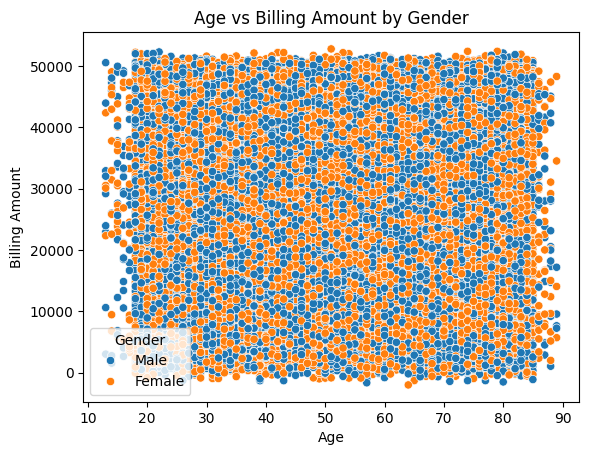 Age vs Billing Amount by Gender
Billing Amount
50000
40000
30000
20000
10000
0
Gender
Male
Female
10 20 30 40 50 60 70 80 90
Age